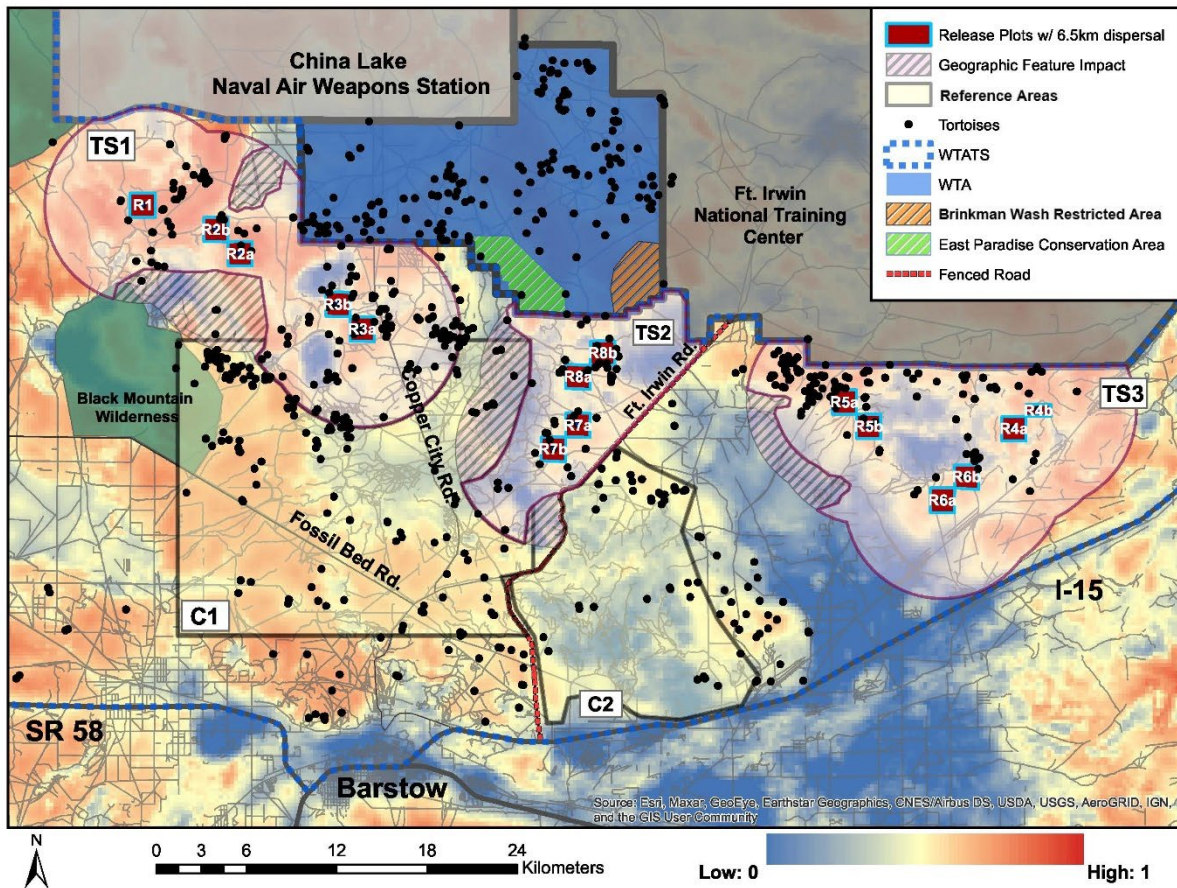 China Lake
Naval Air Weapons Station
TS1
R1
R2b
R2a
R3b
R3a
Ft. Irwin
National Training
Center
TS2
R8b
R8a
R7a
R7b
Ft. Irwin Rd.
Copper City Rd.
Black Mountain
Wilderness
Fossil Bed Rd.
C1
C2
R5a
R5b
R4b
R4a
R6b
R6a
TS3
I-15
SR 58
Barstow
Release Plots w/ 6.5km dispersal
Geographic Feature Impact
Reference Areas
Tortoises
WTATS
WTA
Brinkman Wash Restricted Area
East Paradise Conservation Area
Fenced Road
Source: Esri, Maxar, GeoEye, Earthstar Geographics, CNES/Airbus DS, USDA, USGS, AeroGRID, IGN,
and the GIS User Community
N
0 3 6 12 18 24
Kilometers
Low: 0
High: 1